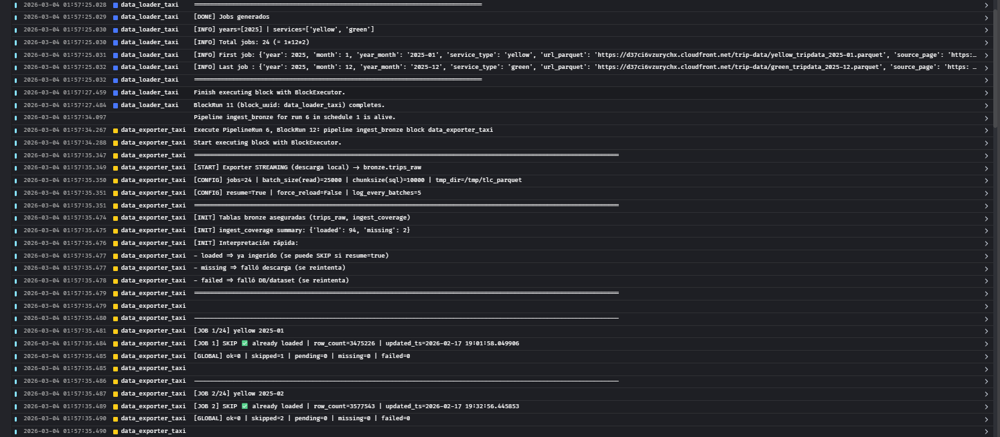 2026-03-04 01:57:25.028 data_loader_taxi ════════════════════════════════════════
2026-03-04 01:57:25.029 data_loader_taxi [DONE] Jobs generados
2026-03-04 01:57:25.030 data_loader_taxi [INFO] years=[2025] | services=['yellow', 'green']
2026-03-04 01:57:25.030 data_loader_taxi [INFO] Total jobs: 24 (= 1*12*2)
2026-03-04 01:57:25.031 data_loader_taxi [INFO] First job: {'year': 2025, 'month': 1, 'year_month': '2025-01', 'service_type': 'yellow', 'url_parquet': 'https://d37ci6vzurychx.cloudfront.net/trip-data/yellow_tripdata_2025-01.parquet', 'source_page': 'https:…
2026-03-04 01:57:25.032 data_loader_taxi [INFO] Last job : {'year': 2025, 'month': 12, 'year_month': '2025-12', 'service_type': 'green', 'url_parquet': 'https://d37ci6vzurychx.cloudfront.net/trip-data/green_tripdata_2025-12.parquet', 'source_page': 'https: …
2026-03-04 01:57:25.032 data_loader_taxi ════════════════════════════════════════
2026-03-04 01:57:27.459 data_loader_taxi Finish executing block with BlockExecutor.
2026-03-04 01:57:27.484 data_loader_taxi BlockRun 11 (block_uuid: data_loader_taxi) completes.
2026-03-04 01:57:34.097 Pipeline ingest_bronze for run 6 in schedule 1 is alive.
2026-03-04 01:57:34.267 data_exporter_taxi Execute PipelineRun 6, BlockRun 12: pipeline ingest_bronze block data_exporter_taxi
2026-03-04 01:57:34.288 data_exporter_taxi Start executing block with BlockExecutor.
2026-03-04 01:57:35.347 data_exporter_taxi ════════════════════════════════════════
2026-03-04 01:57:35.349 data_exporter_taxi [START] Exporter STREAMING (descarga local) → bronze.trips_raw
2026-03-04 01:57:35.350 data_exporter_taxi [CONFIG] jobs=24 | batch_size(read)=25000 | chunksize(sql)=10000 | tmp_dir=/tmp/tlc_parquet
2026-03-04 01:57:35.351 data_exporter_taxi [CONFIG] resume=True | force_reload=False | log_every_batches=5
2026-03-04 01:57:35.351 data_exporter_taxi ════════════════════════════════════════
2026-03-04 01:57:35.474 data_exporter_taxi [INIT] Tablas bronze aseguradas (trips_raw, ingest_coverage)
2026-03-04 01:57:35.475 data_exporter_taxi [INIT] ingest_coverage summary: {'loaded': 94, 'missing': 2}
2026-03-04 01:57:35.476 data_exporter_taxi [INIT] Interpretación rápida:
2026-03-04 01:57:35.477 data_exporter_taxi - loaded => ya ingerido (se puede SKIP si resume=true)
2026-03-04 01:57:35.477 data_exporter_taxi - missing => falló descarga (se reintenta)
2026-03-04 01:57:35.478 data_exporter_taxi - failed => falló DB/dataset (se reintenta)
2026-03-04 01:57:35.479 data_exporter_taxi ════════════════════════════════════════
2026-03-04 01:57:35.479 data_exporter_taxi
2026-03-04 01:57:35.480 data_exporter_taxi ────────────────────────────────────────
2026-03-04 01:57:35.481 data_exporter_taxi [JOB 1/24] yellow 2025-01
2026-03-04 01:57:35.484 data_exporter_taxi [JOB 1] SKIP ✅ already loaded | row_count=3475226 | updated_ts=2026-02-17 19:01:58.049906
2026-03-04 01:57:35.485 data_exporter_taxi [GLOBAL] ok=0 | skipped=1 | pending=0 | missing=0 | failed=0
2026-03-04 01:57:35.485 data_exporter_taxi
2026-03-04 01:57:35.486 data_exporter_taxi ────────────────────────────────────────
2026-03-04 01:57:35.487 data_exporter_taxi [JOB 2/24] yellow 2025-02
2026-03-04 01:57:35.489 data_exporter_taxi [JOB 2] SKIP ✅ already loaded | row_count=3577543 | updated_ts=2026-02-17 19:32:56.445853
2026-03-04 01:57:35.490 data_exporter_taxi [GLOBAL] ok=0 | skipped=2 | pending=0 | missing=0 | failed=0
2026-03-04 01:57:35.490 data_exporter_taxi